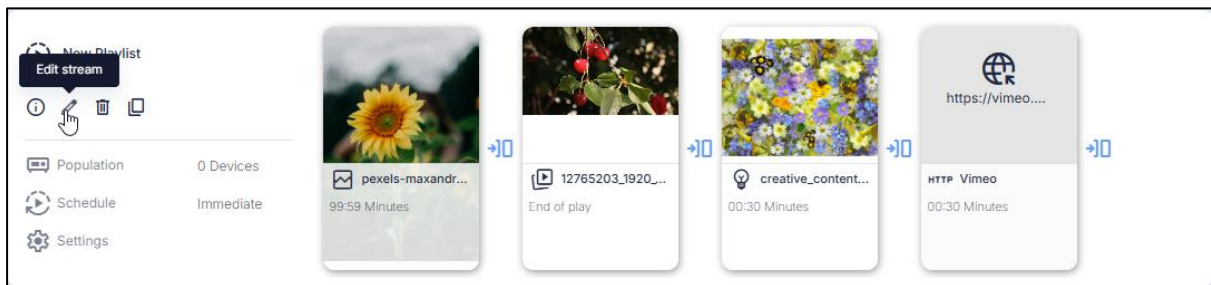 New Playlist
Edit stream
Population 0 Devices
Schedule Immediate
Settings
pexels-maxandr...
99:59 Minutes
12765203_1920_...
End of play
creative_content...
00:30 Minutes
https://vimeo....
HTTP Vimeo
00:30 Minutes